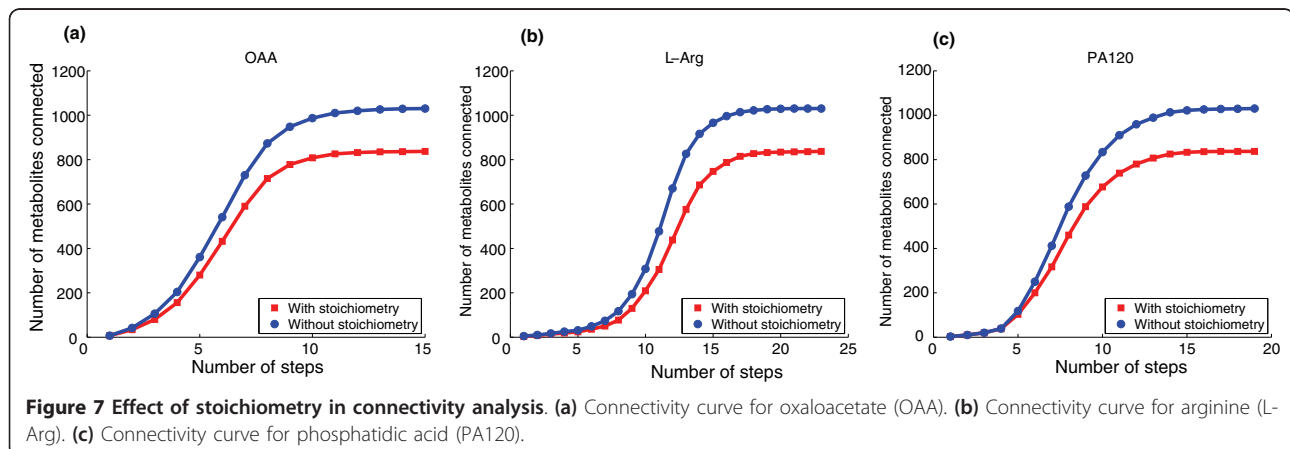 (a)
OAA
1200
1000
800
600
400
200
0
0
5
10
15
Number of metabolites connected
Number of steps
With stoichiometry
Without stoichiometry
(b)
L–Arg
1200
1000
800
600
400
200
0
0
5
10
15
20
25
Number of metabolites connected
Number of steps
With stoichiometry
Without stoichiometry
(c)
PA120
1200
1000
800
600
400
200
0
0
5
10
15
20
Number of metabolites connected
Number of steps
With stoichiometry
Without stoichiometry
Figure 7 Effect of stoichiometry in connectivity analysis. (a) Connectivity curve for oxaloacetate (OAA). (b) Connectivity curve for arginine (L-
Arg). (c) Connectivity curve for phosphatidic acid (PA120).